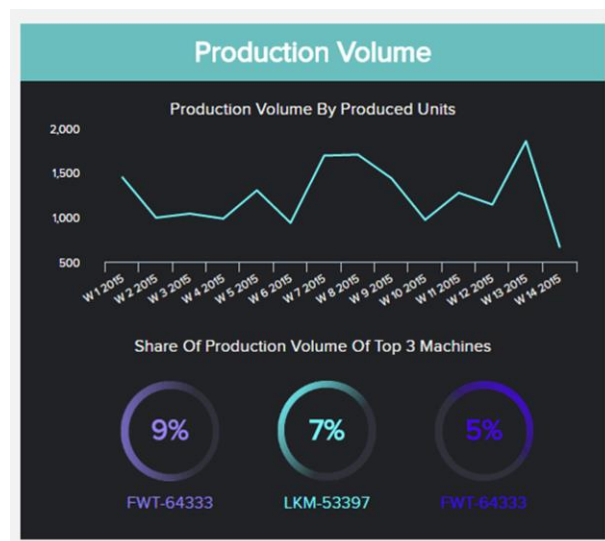 Production Volume
Production Volume By Produced Units
2,000
1,500
1,000
500
W 1 2015
W 2 2015
W 3 2015
W 4 2015
W 5 2015
W 6 2015
W 7 2015
W 8 2015
W 9 2015
W 10 2015
W 11 2015
W 12 2015
W 13 2015
W 14 2015
Share Of Production Volume Of Top 3 Machines
9% 7% 5%
FWT-64333 LKM-53397 FWT-64333